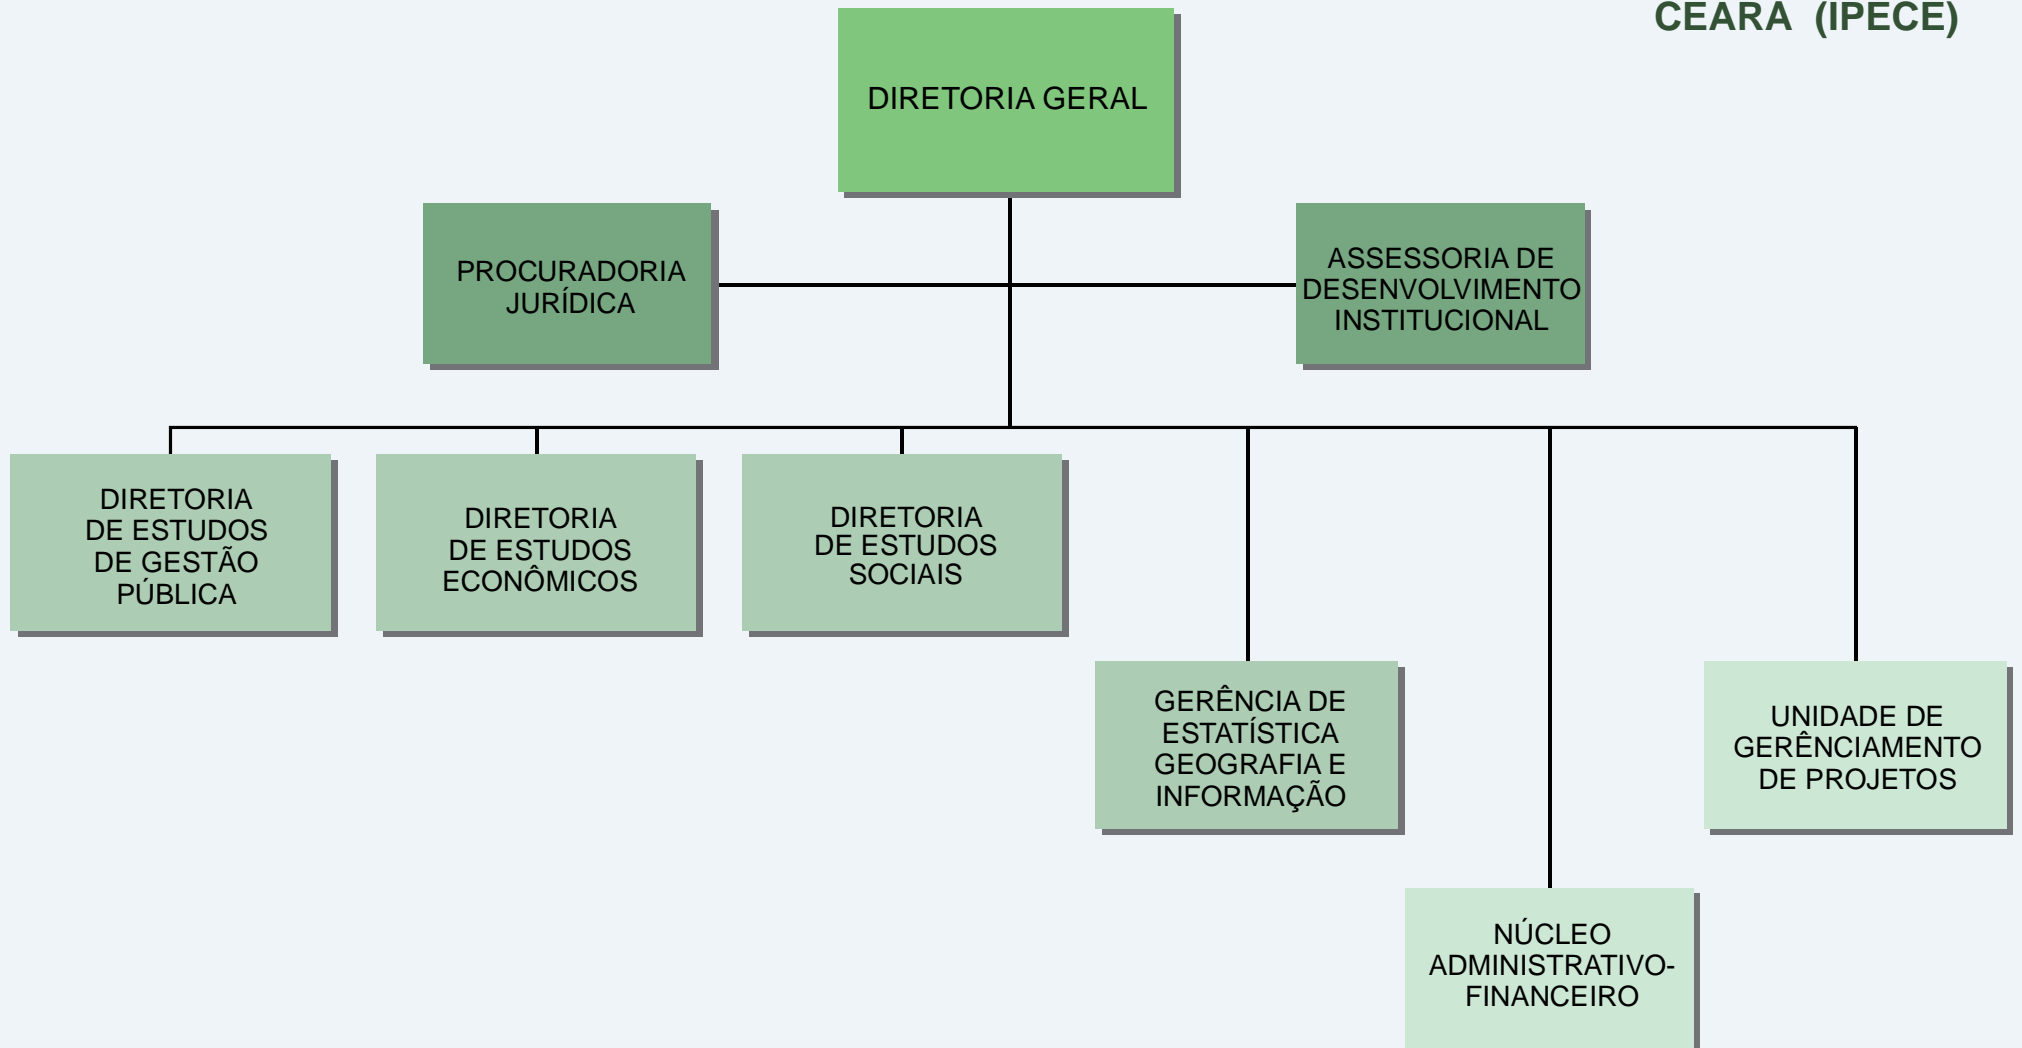 CEARÁ (IPECE)
DIRETORIA GERAL
PROCURADORIA
JURÍDICA
ASSESSORIA DE
DESENVOLVIMENTO
INSTITUCIONAL
DIRETORIA
DE ESTUDOS
DE GESTÃO
PÚBLICA
DIRETORIA
DE ESTUDOS
ECONÔMICOS
DIRETORIA
DE ESTUDOS
SOCIAIS
GERÊNCIA DE
ESTATÍSTICA
GEOGRAFIA E
INFORMAÇÃO
UNIDADE DE
GERÊNCIAMENTO
DE PROJETOS
NÚCLEO
ADMINISTRATIVO-
FINANCEIRO